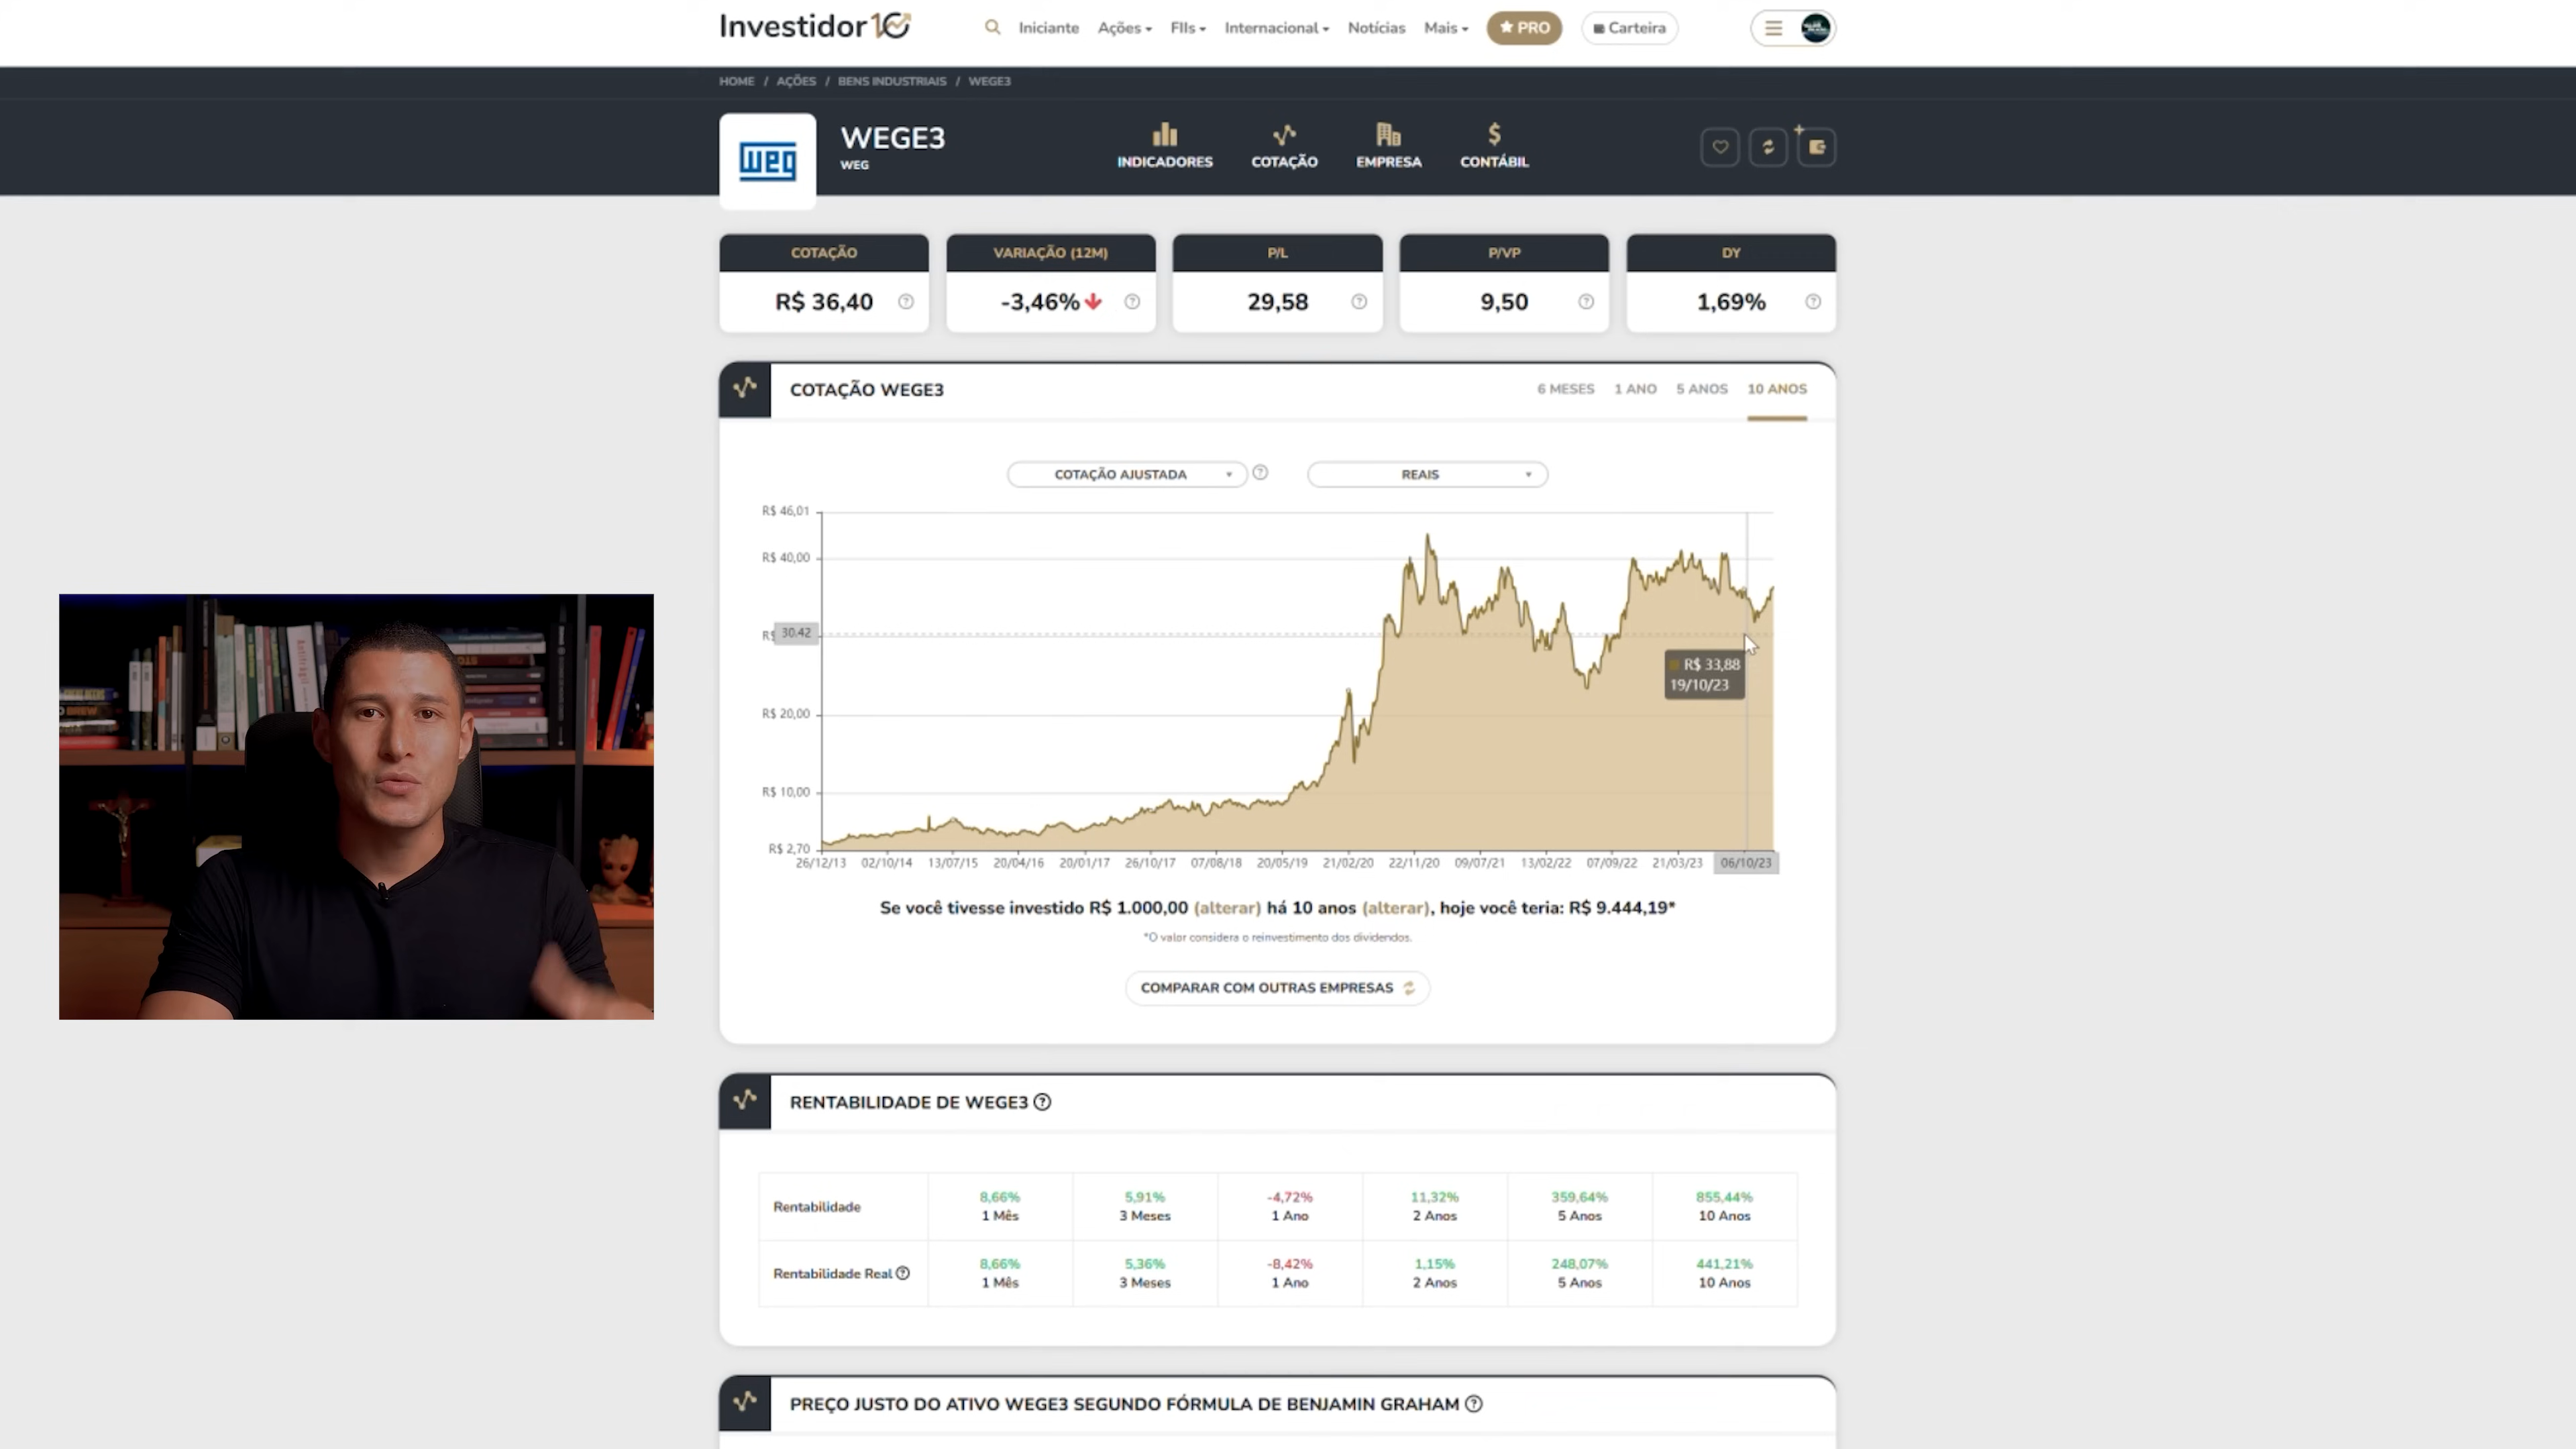 Investidor 10
Iniciante Ações FIIs Internacional Notícias Mais PRO Carteira
HOME / AÇÕES / BENS INDUSTRIAIS / WEGE3
weg
WEGE3
WEG
INDICADORES COTAÇÃO EMPRESA CONTÁBIL
COTAÇÃO VARIAÇÃO (12M) P/L P/VP DY
R$ 36,40 -3,46% 29,58 9,50 1,69%
COTAÇÃO WEGE3
6 MESES 1 ANO 5 ANOS 10 ANOS
COTAÇÃO AJUSTADA REAIS
R$ 46,01
R$ 40,00
R$ 30.42
R$ 33,88
19/10/23
R$ 20,00
R$ 10,00
R$ 2,70
26/12/13 02/10/14 13/07/15 20/04/16 20/01/17 26/10/17 07/08/18 20/05/19 21/02/20 22/11/20 09/07/21 13/02/22 07/09/22 21/03/23 06/10/23
Se você tivesse investido R$ 1.000,00 (alterar) há 10 anos (alterar), hoje você teria: R$ 9.444,19*
*O valor considera o reinvestimento dos dividendos.
COMPARAR COM OUTRAS EMPRESAS
RENTABILIDADE DE WEGE3
Rentabilidade
8,66% 5,91% -4,72% 11,32% 359,64% 855,44%
1 Mês 3 Meses 1 Ano 2 Anos 5 Anos 10 Anos
Rentabilidade Real
8,66% 5,36% -8,42% 1,15% 248,07% 441,21%
1 Mês 3 Meses 1 Ano 2 Anos 5 Anos 10 Anos
PREÇO JUSTO DO ATIVO WEGE3 SEGUNDO FÓRMULA DE BENJAMIN GRAHAM